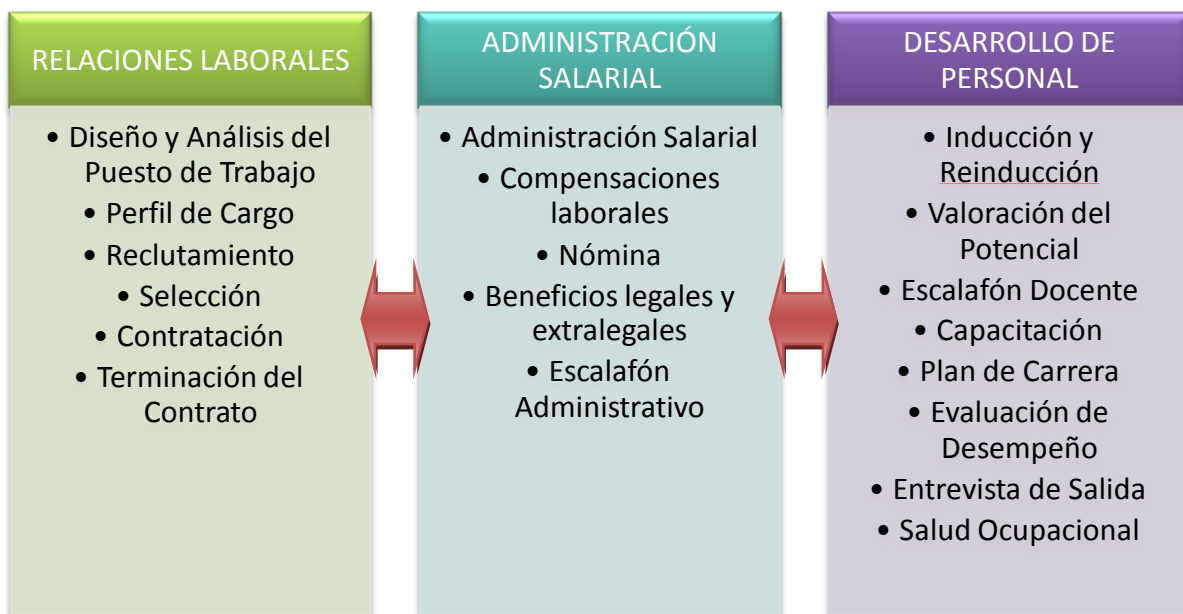 RELACIONES LABORALES
• Diseño y Análisis del
Puesto de Trabajo
• Perfil de Cargo
• Reclutamiento
• Selección
• Contratación
• Terminación del
Contrato
ADMINISTRACIÓN
SALARIAL
• Administración Salarial
• Compensaciones
laborales
• Nómina
• Beneficios legales y
extralegales
• Escalafón
Administrativo
DESARROLLO DE
PERSONAL
• Inducción y
Reinducción
• Valoración del
Potencial
• Escalafón Docente
• Capacitación
• Plan de Carrera
• Evaluación de
Desempeño
• Entrevista de Salida
• Salud Ocupacional